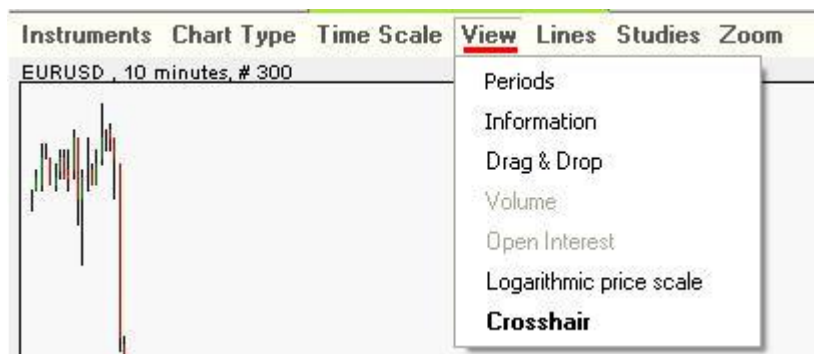 Instruments Chart Type Time Scale View Lines Studies Zoom
EURUSD , 10 minutes, # 300
Periods
Information
Drag & Drop
Volume
Open Interest
Logarithmic price scale
Crosshair